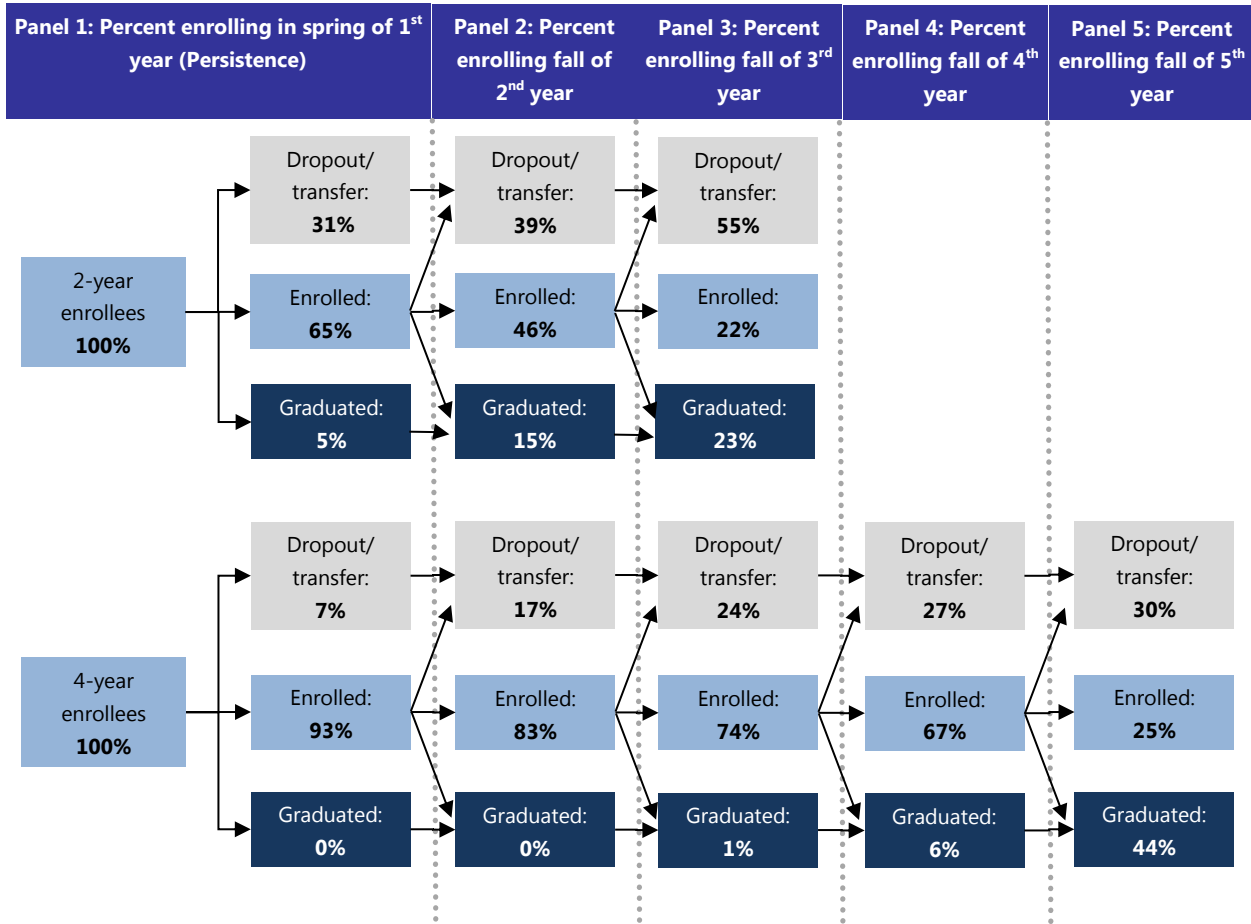 Panel 1: Percent enrolling in spring of 1st
year (Persistence)
Panel 2: Percent
enrolling fall of
2nd year
Panel 3: Percent
enrolling fall of 3rd
year
Panel 4: Percent
enrolling fall of 4th
year
Panel 5: Percent
enrolling fall of 5th
year
2-year
enrollees
100%
Dropout/
transfer:
31%
Dropout/
transfer:
39%
Dropout/
transfer:
55%
Enrolled:
65%
Enrolled:
46%
Enrolled:
22%
Graduated:
5%
Graduated:
15%
Graduated:
23%
4-year
enrollees
100%
Dropout/
transfer:
7%
Dropout/
transfer:
17%
Dropout/
transfer:
24%
Dropout/
transfer:
27%
Dropout/
transfer:
30%
Enrolled:
93%
Enrolled:
83%
Enrolled:
74%
Enrolled:
67%
Enrolled:
25%
Graduated:
0%
Graduated:
0%
Graduated:
1%
Graduated:
6%
Graduated:
44%